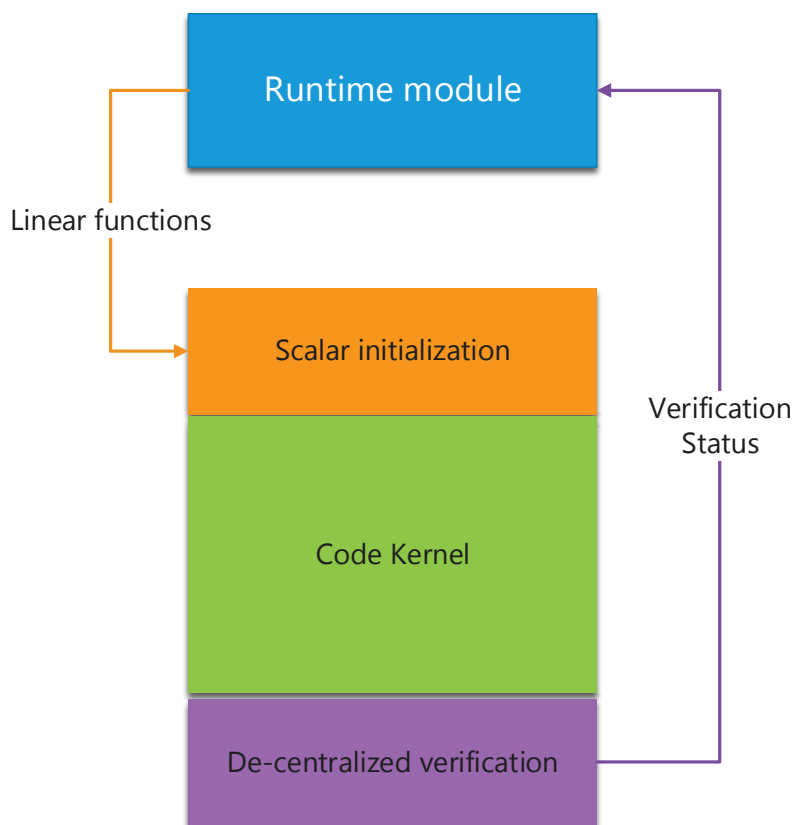 Runtime module
Linear functions
Scalar initialization
Verification
Status
Code Kernel
De-centralized verification